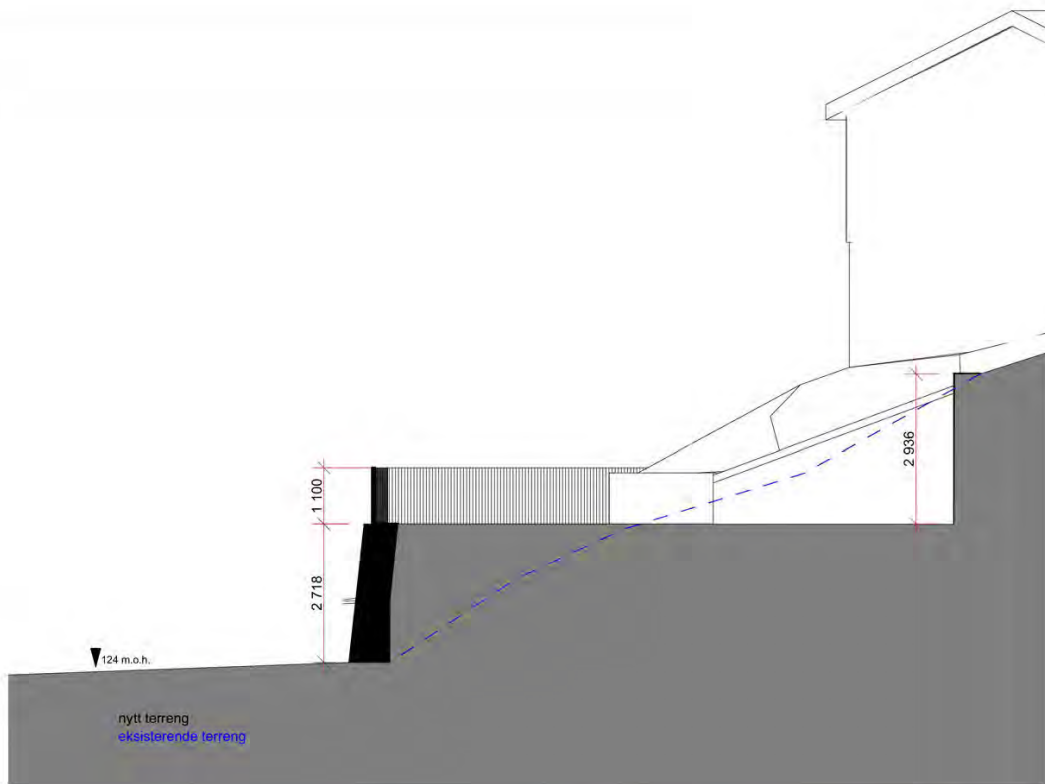 2 936
1 100
2 718
124 m.o.h.
nytt terreng
eksisterende terreng